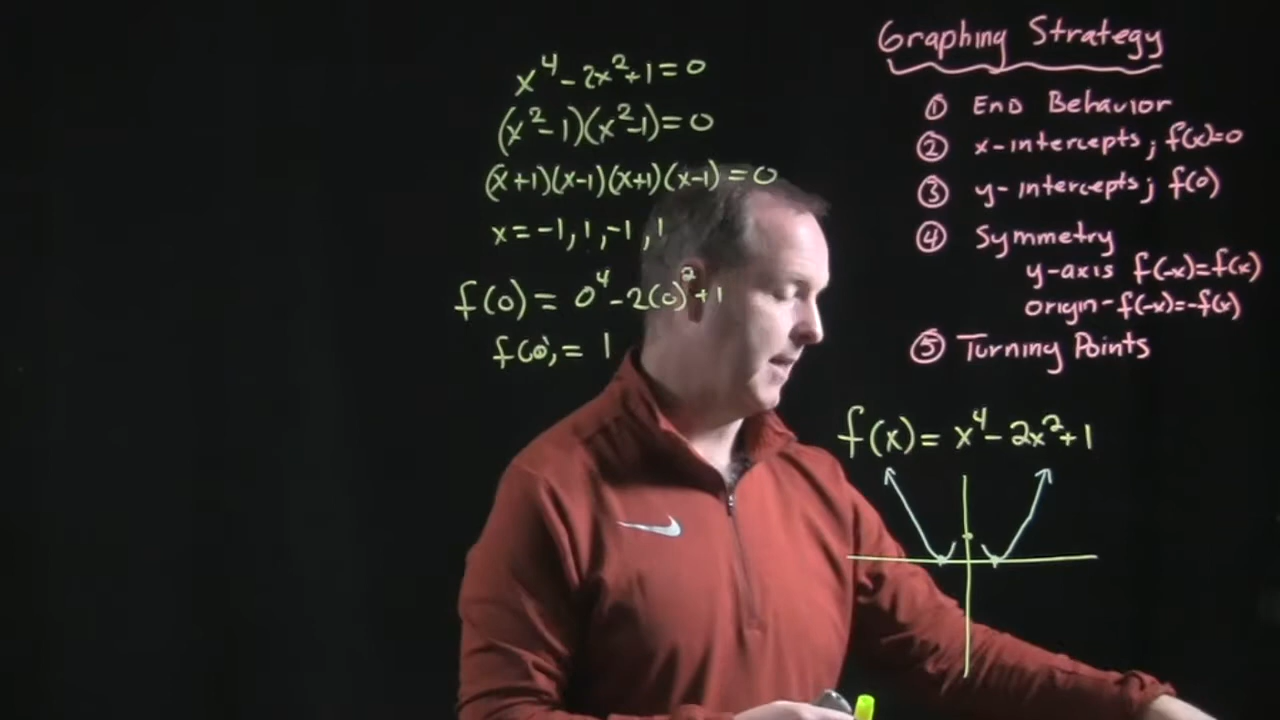 x⁴-2x²+1=0
(x²-1)(x²-1)=0
(x+1)(x-1)(x+1)(x-1)=0
x=-1,1,-1,1
f(0)=0⁴-2(0)²+1
f(0)=1
Graphing Strategy
① End Behavior
② x-intercepts; f(x)=0
③ y-intercepts; f(0)
④ Symmetry
y-axis f(-x)=f(x)
origin-f(-x)=-f(x)
⑤ Turning Points
f(x)=x⁴-2x²+1